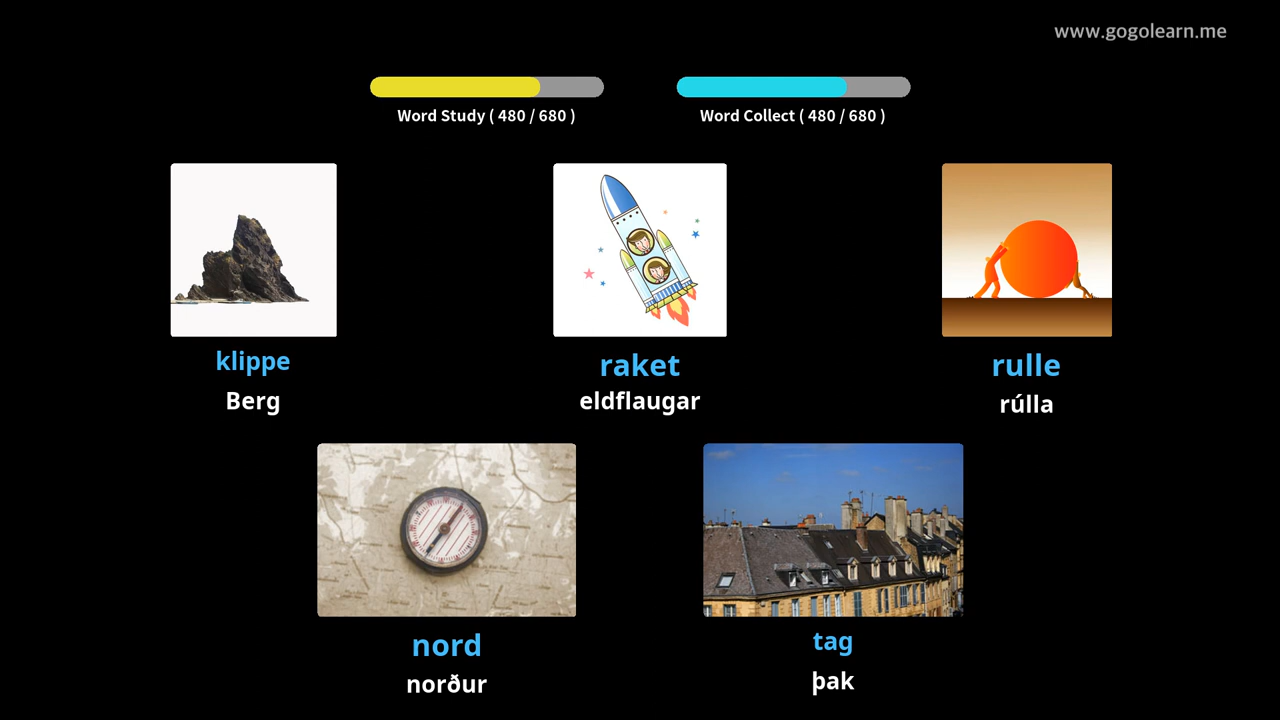 www.gogolearn.me
Word Study ( 480 / 680 )
Word Collect ( 480 / 680 )
klippe
Berg
raket
eldflaugar
rulle
rúlla
nord
norður
tag
þak